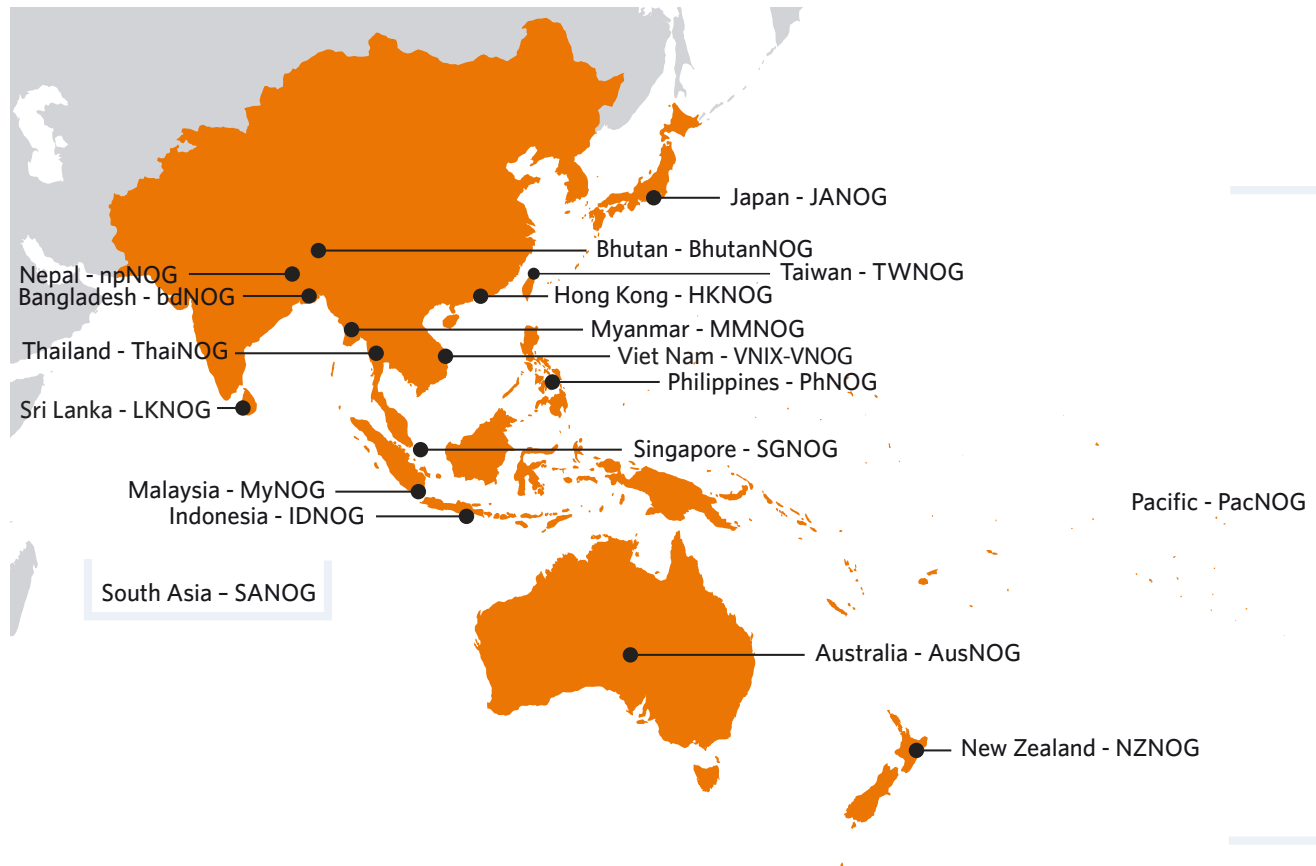 Japan - JANOG
Bhutan - BhutanNOG
Nepal - npNOG
Taiwan - TWNOG
Bangladesh - bdNOG
Hong Kong - HKNOG
Myanmar - MMNOG
Thailand - ThaiNOG
Viet Nam - VNIX-VNOG
Philippines - PhNOG
Sri Lanka - LKNOG
Singapore - SGNOG
Malaysia - MyNOG
Pacific - PacNOG
Indonesia - IDNOG
South Asia – SANOG
Australia - AusNOG
New Zealand - NZNOG